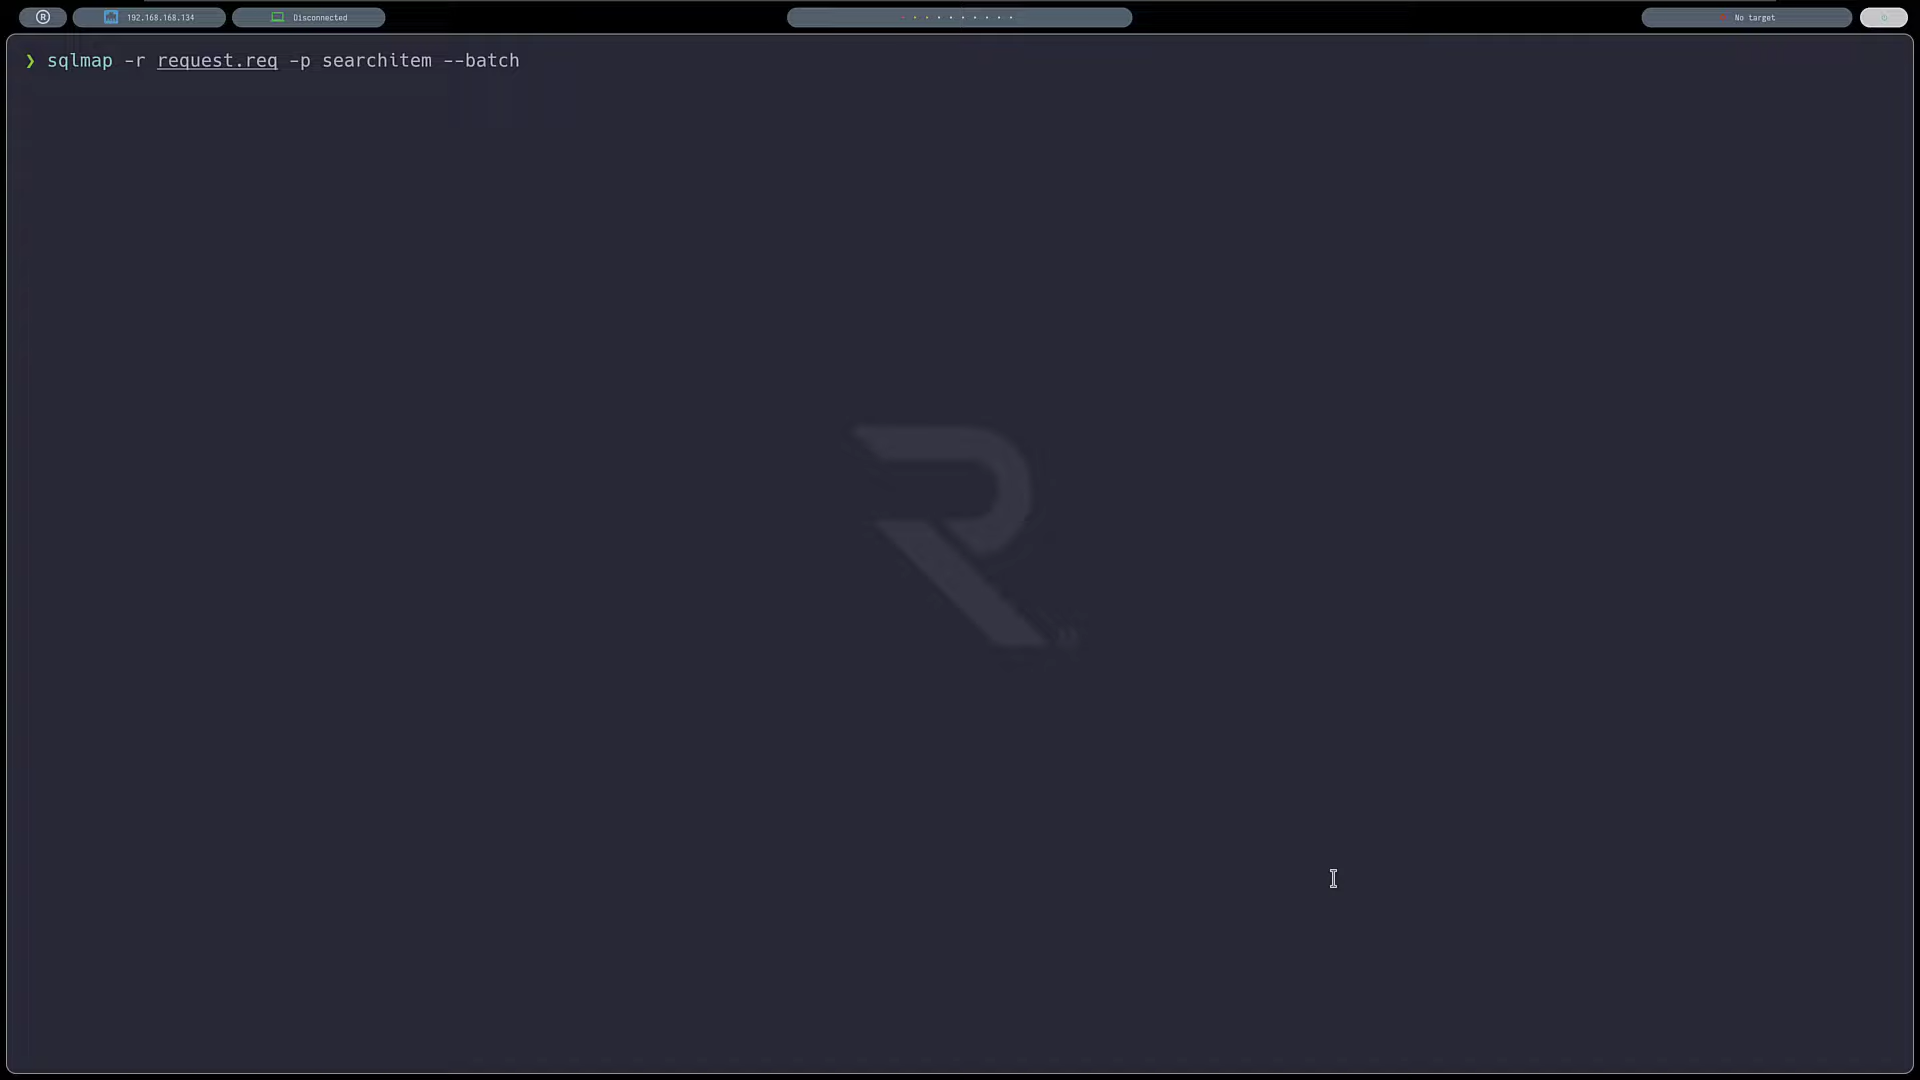 192.168.168.134
Disconnected
No target
❯ sqlmap -r request.req -p searchitem --batch